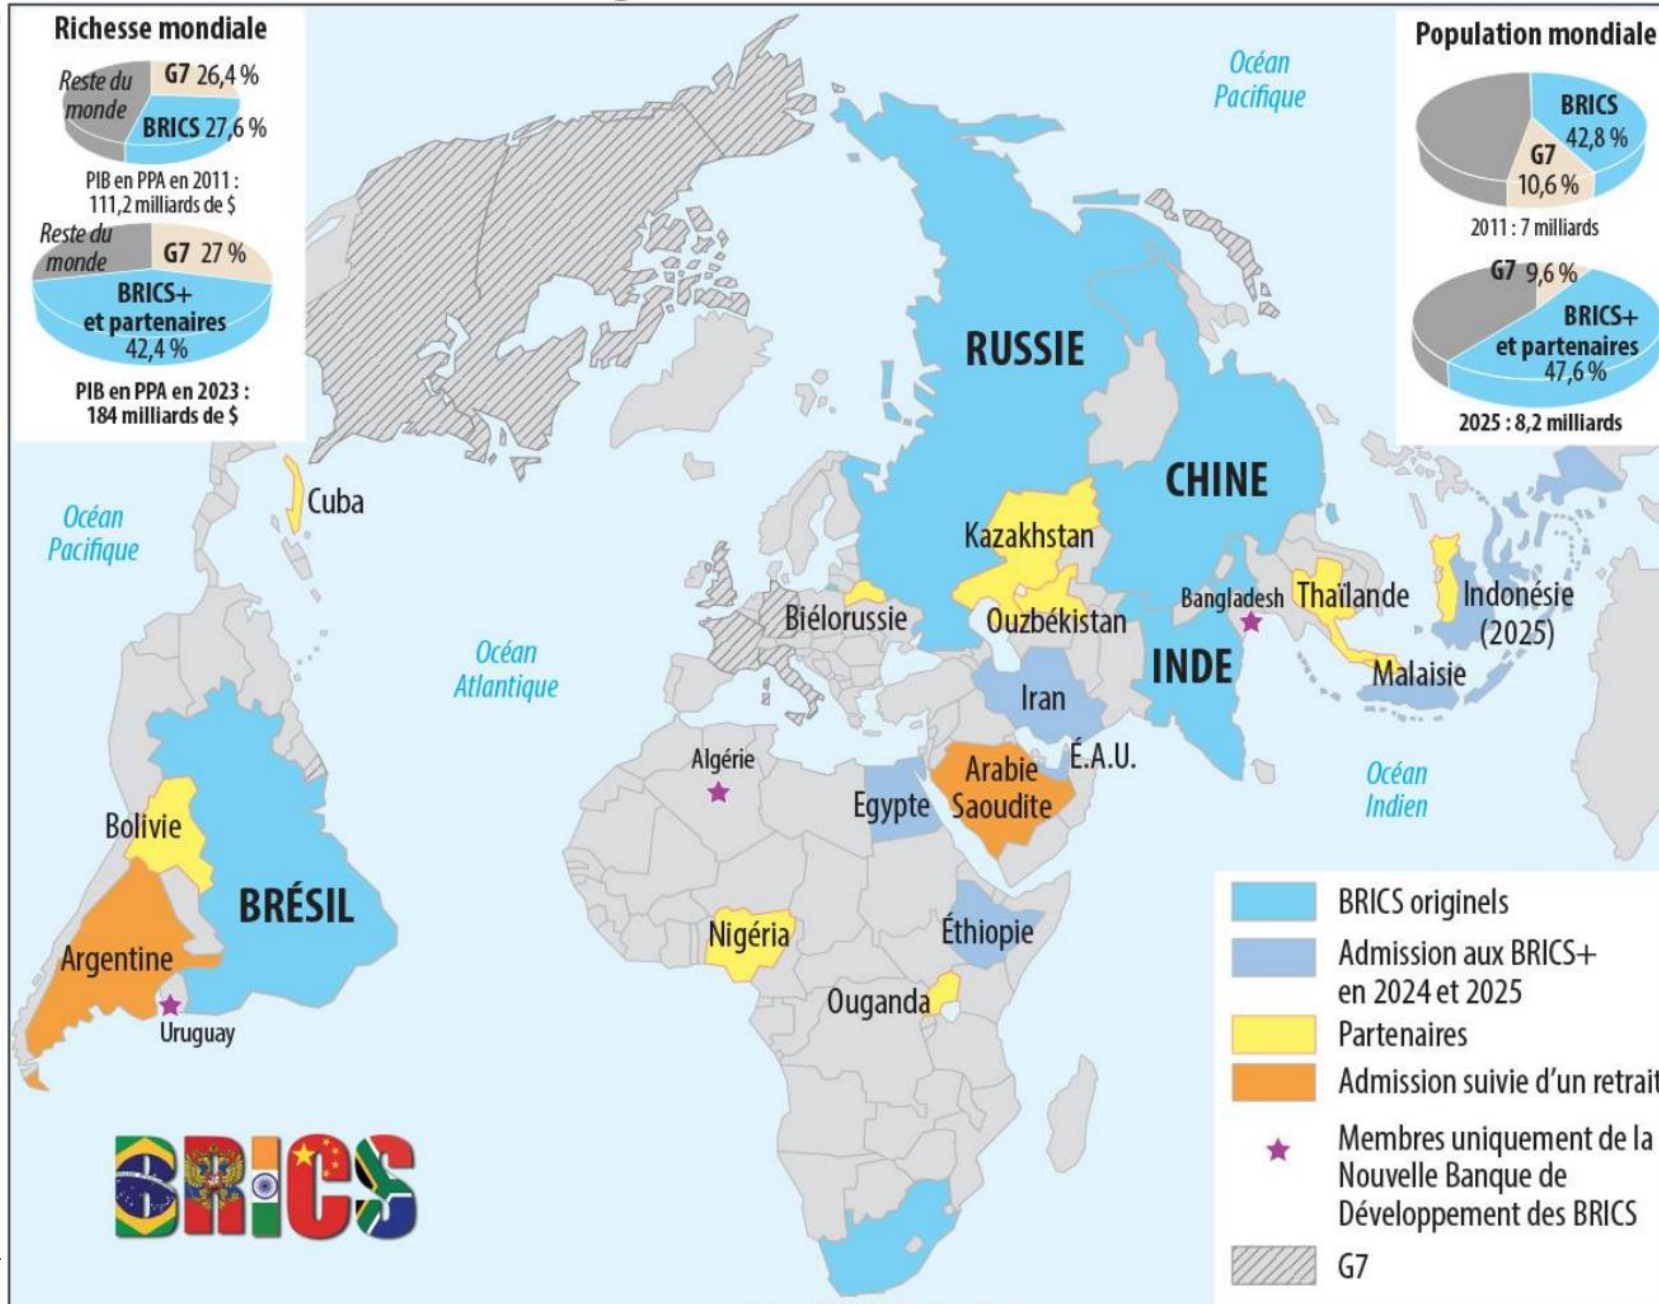 Richesse mondiale
Reste du
monde
G7 26,4 %
BRICS 27,6 %
PIB en PPA en 2011 :
111,2 milliards de $
Reste du
monde
G7 27 %
BRICS+
et partenaires
42,4 %
PIB en PPA en 2023 :
184 milliards de $
Population mondiale
BRICS
42,8 %
G7
10,6 %
2011 : 7 milliards
G7 9,6 %
BRICS+
et partenaires
47,6 %
2025 : 8,2 milliards
Océan
Pacifique
RUSSIE
CHINE
Océan
Pacifique
Cuba
Kazakhstan
Biélorussie
Ouzbékistan
Bangladesh
Thaïlande
Indonésie
(2025)
Océan
Atlantique
INDE
Malaisie
Iran
É.A.U.
Algérie
Arabie
Saoudite
Egypte
Océan
Indien
Bolivie
BRÉSIL
Argentine
Uruguay
Nigéria
Éthiopie
Ouganda
BRICS originels
Admission aux BRICS+
en 2024 et 2025
Partenaires
Admission suivie d'un retrait
Membres uniquement de la
Nouvelle Banque de
Développement des BRICS
G7
BRICS